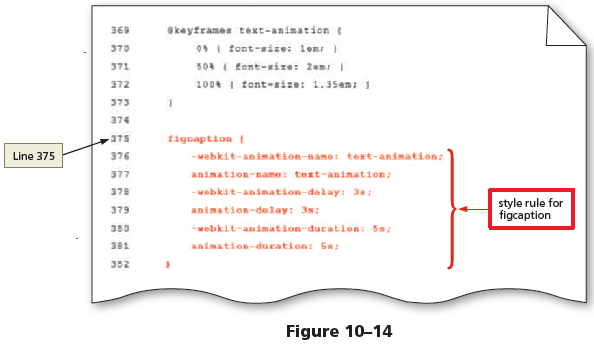 369 @keyframes text-animation {
370 0% { font-size: 1em; }
371 50% { font-size: 2em; }
372 100% { font-size: 1.35em; }
373 }
374
375 figcaption {
376 -webkit-animation-name: text-animation;
377 animation-name: text-animation;
378 -webkit-animation-delay: 3s;
379 animation-delay: 3s;
380 -webkit-animation-duration: 5s;
381 animation-duration: 5s;
382 }
Line 375
style rule for
figcaption
Figure 10–14